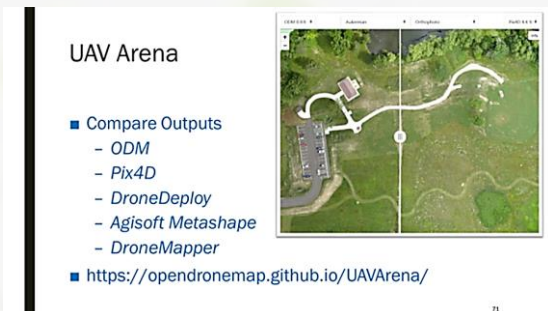 UAV Arena
■ Compare Outputs
– ODM
– Pix4D
– DroneDeploy
– Agisoft Metashape
– DroneMapper
■ https://opendronemap.github.io/UAVArena/
71